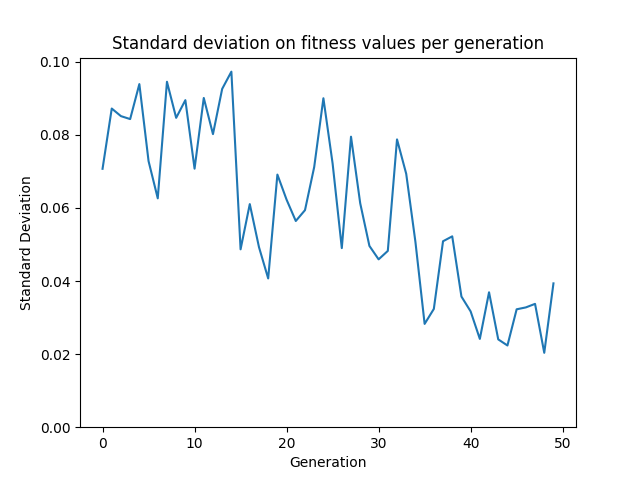 Standard deviation on fitness values per generation
0.10
0.08
0.06
0.04
0.02
0.00
Standard Deviation
0 10 20 30 40 50
Generation